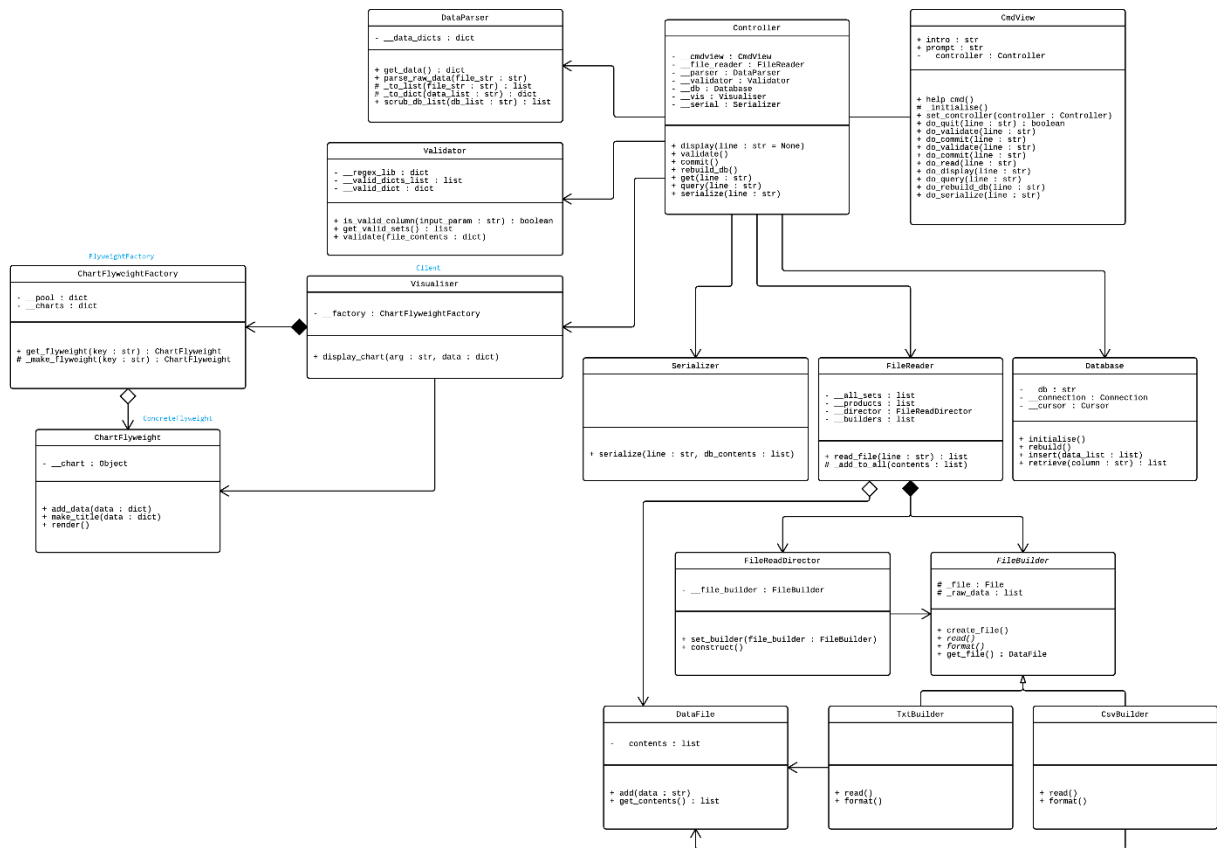 DataParser
- __data_dicts : dict
+ get_data() : dict
+ parse_raw_data(file_str : str)
# _to_list(file_str : str) : list
# _to_dict(data_list : str) : dict
+ scrub_db_list(db_list : str) : list
Controller
- __cmdview : CmdView
- __file_reader : FileReader
- __parser : DataParser
- __validator : Validator
- __db : Database
- __vis : Visualiser
- __serial : Serializer
+ display(line : str = None)
+ validate()
+ commit()
+ rebuild_db()
+ get(line : str)
+ query(line : str)
+ serialize(line : str)
CmdView
+ intro : str
+ prompt : str
- __controller : Controller
+ help_cmd()
# _initialise()
+ set_controller(controller : Controller)
+ do_quit(line : str) : boolean
+ do_validate(line : str)
+ do_commit(line : str)
+ do_validate(line : str)
+ do_commit(line : str)
+ do_read(line : str)
+ do_display(line : str)
+ do_query(line : str)
+ do_rebuild_db(line : str)
+ do_serialize(line : str)
Validator
- __regex_lib : dict
- __valid_dicts_list : list
- __valid_dict : dict
+ is_valid_column(input_param : str) : boolean
+ get_valid_sets() : list
+ validate(file_contents : dict)
FlyweightFactory
ChartFlyweightFactory
- __pool : dict
- __charts : dict
+ get_flyweight(key : str) : ChartFlyweight
# _make_flyweight(key : str) : ChartFlyweight
Client
Visualiser
- __factory : ChartFlyweightFactory
+ display_chart(arg : str, data : dict)
ConcreteFlyweight
ChartFlyweight
- __chart : Object
+ add_data(data : dict)
+ make_title(data : dict)
+ render()
Serializer
+ serialize(line : str, db_contents : list)
FileReader
- __all_sets : list
- __products : list
- __director : FileReadDirector
- __builders : list
+ read_file(line : str) : list
# _add_to_all(contents : list)
Database
- __db : str
- __connection : Connection
- __cursor : Cursor
+ initialise()
+ rebuild()
+ insert(data_list : list)
+ retrieve(column : str) : list
FileReadDirector
- __file_builder : FileBuilder
+ set_builder(file_builder : FileBuilder)
+ construct()
FileBuilder
# _file : File
# _raw_data : list
+ create_file()
+ read()
+ format()
+ get_file() : DataFile
DataFile
- __contents : list
+ add(data : str)
+ get_contents() : list
TxtBuilder
+ read()
+ format()
CsvBuilder
+ read()
+ format()